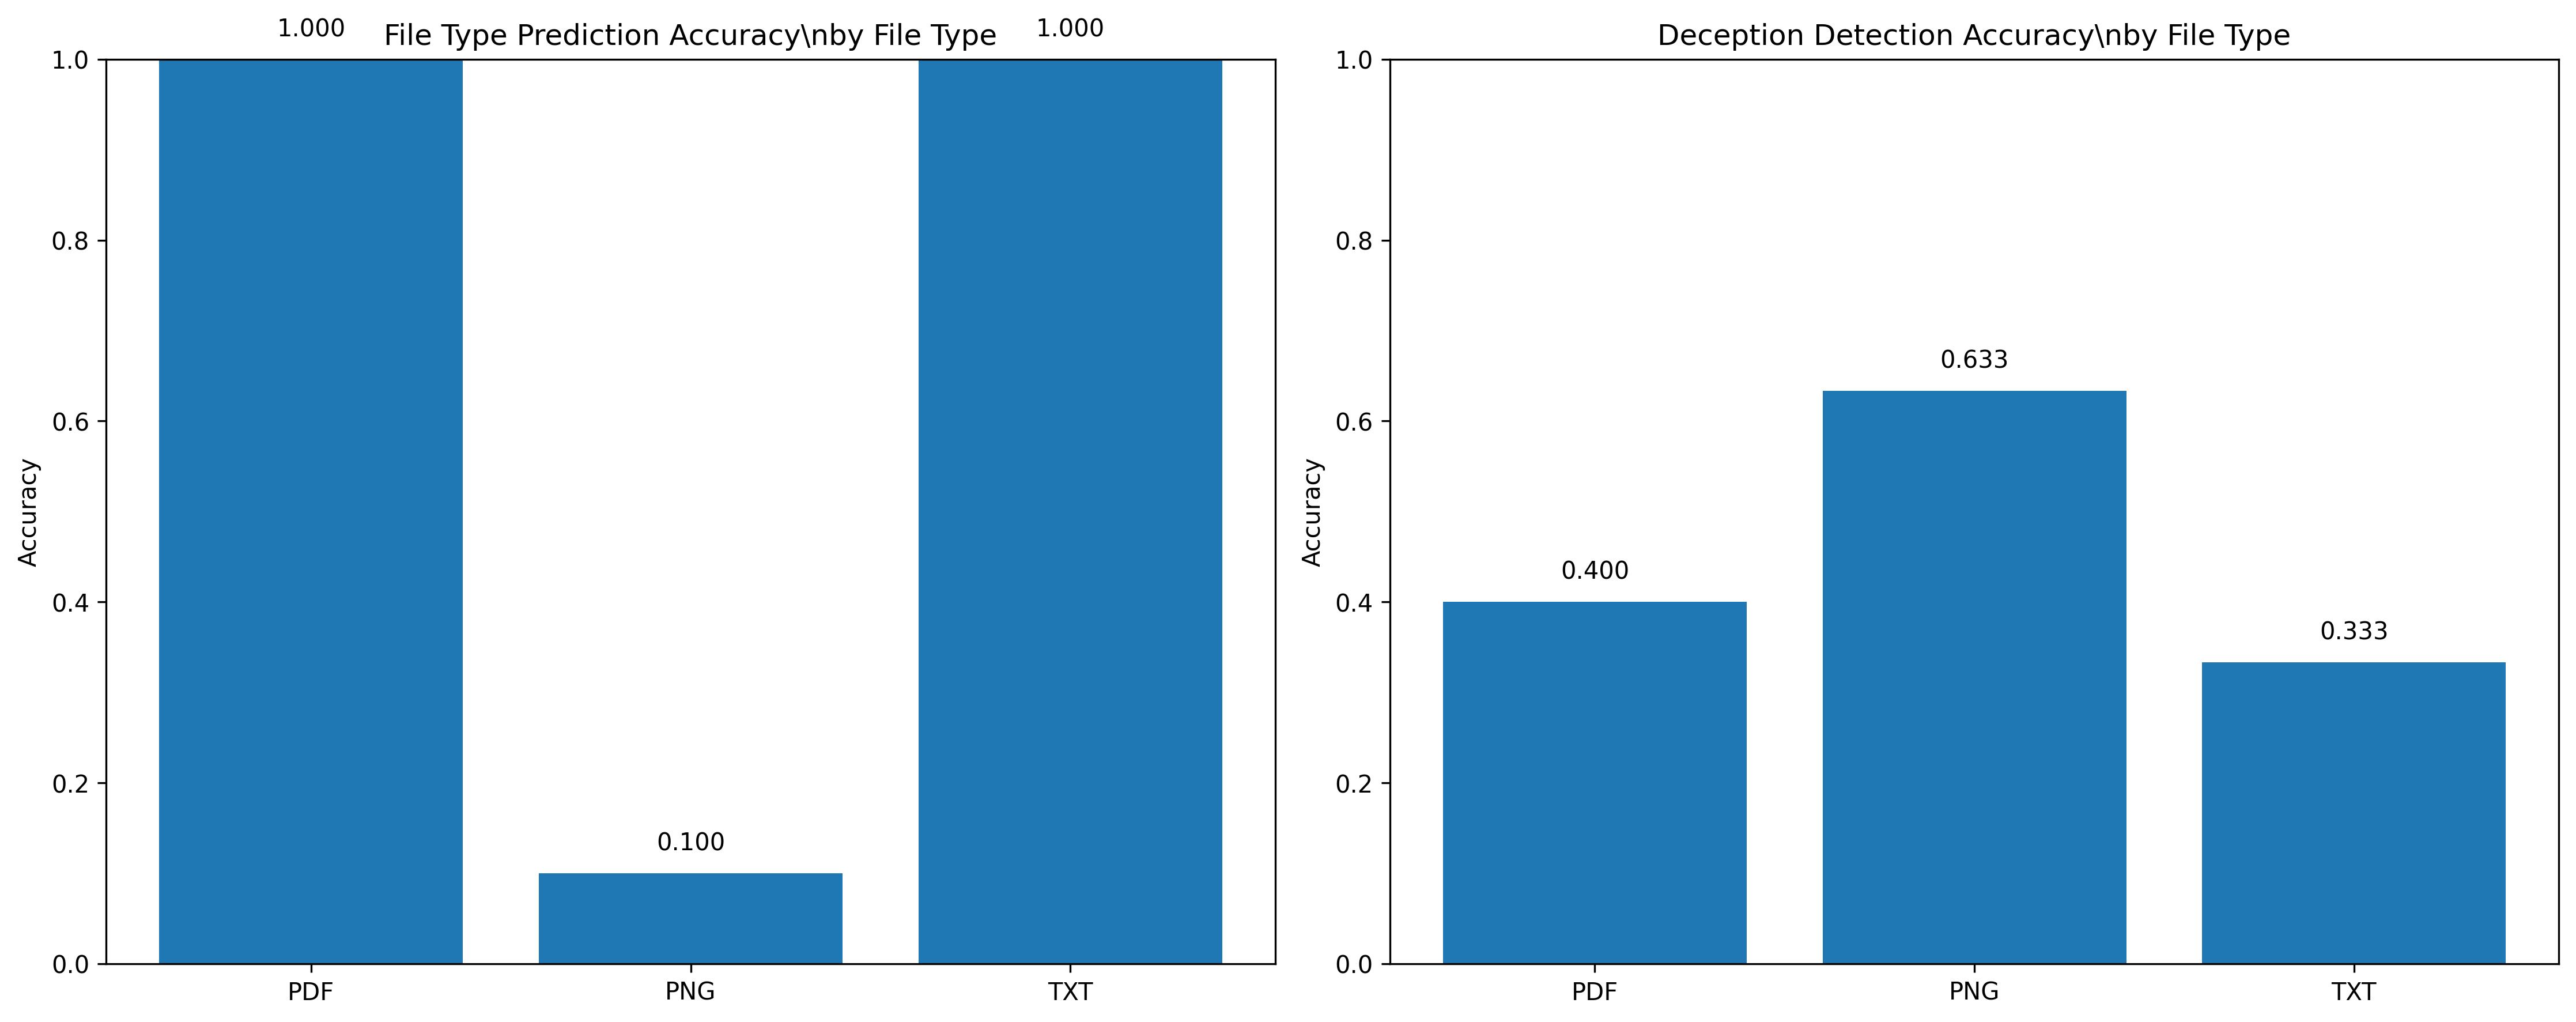 File Type Prediction Accuracy\nby File Type
1.000
1.000
0.100
1.0
0.8
0.6
0.4
0.2
0.0
Accuracy
PDF
PNG
TXT
Deception Detection Accuracy\nby File Type
0.400
0.633
0.333
1.0
0.8
0.6
0.4
0.2
0.0
Accuracy
PDF
PNG
TXT